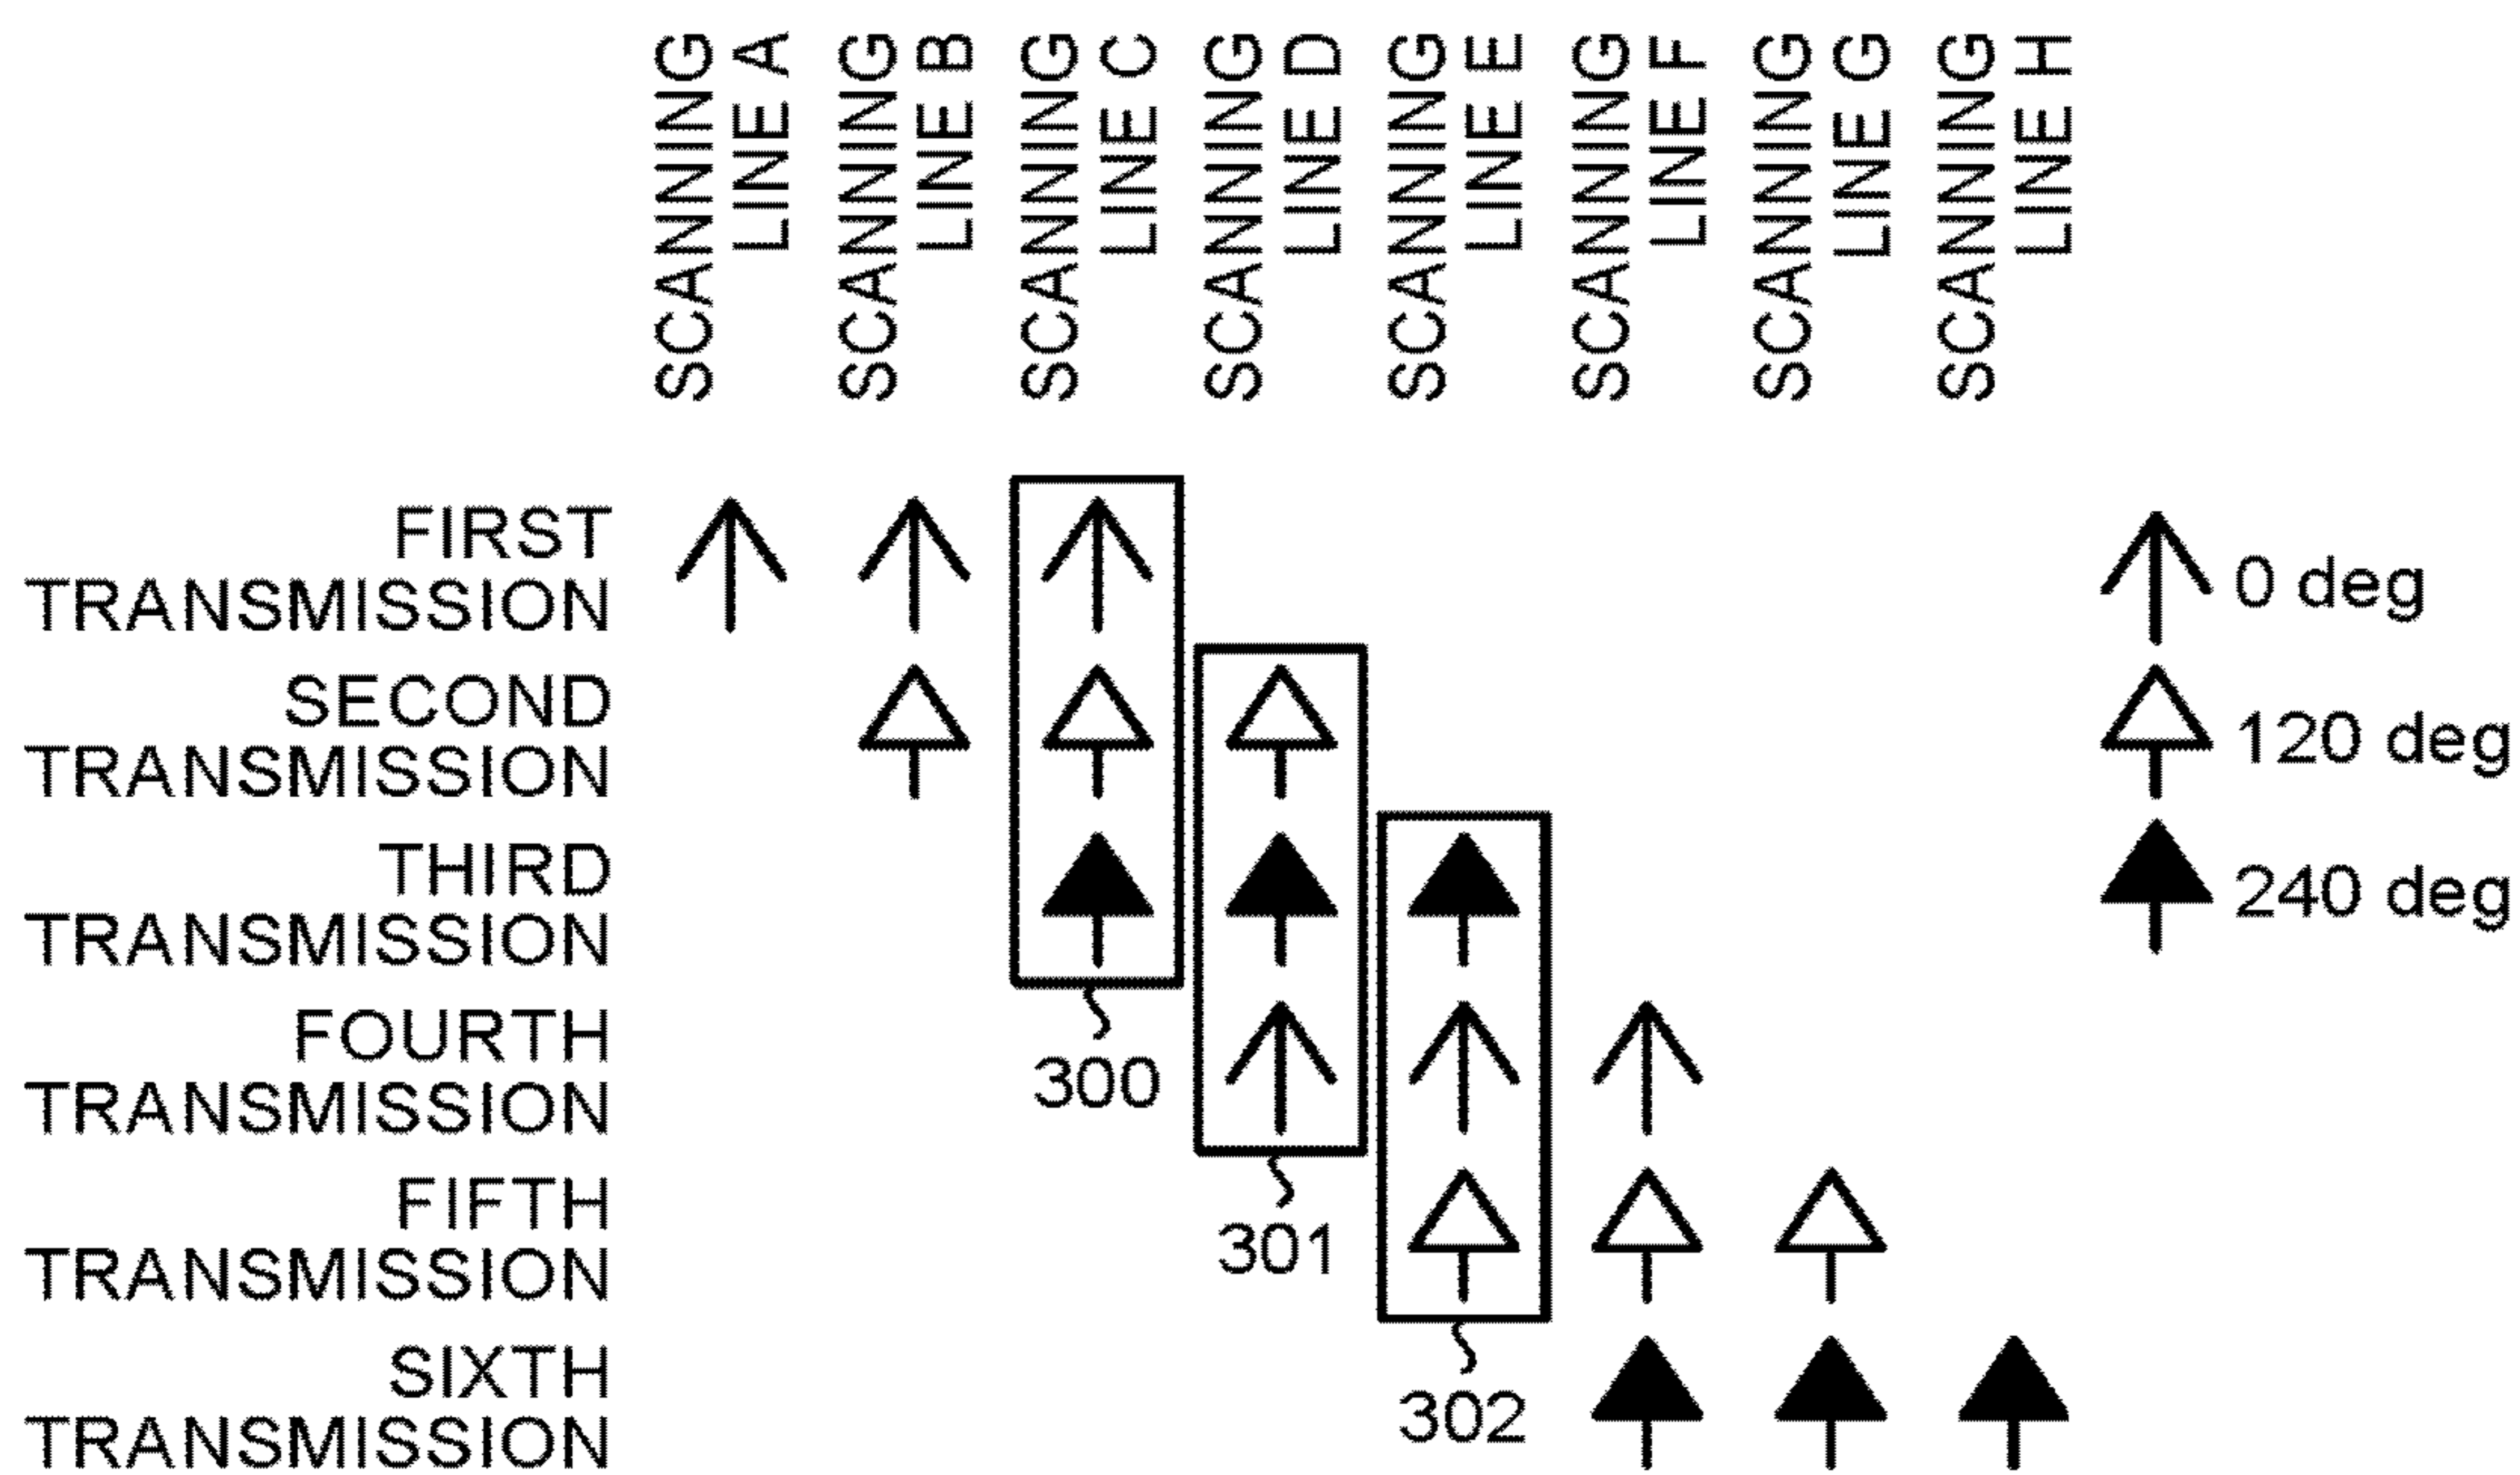 SCANNING
LINE A
SCANNING
LINE B
SCANNING
LINE C
SCANNING
LINE D
SCANNING
LINE E
SCANNING
LINE F
SCANNING
LINE G
SCANNING
LINE H
FIRST
TRANSMISSION
SECOND
TRANSMISSION
THIRD
TRANSMISSION
FOURTH
TRANSMISSION
FIFTH
TRANSMISSION
SIXTH
TRANSMISSION
300
301
302
0 deg
120 deg
240 deg